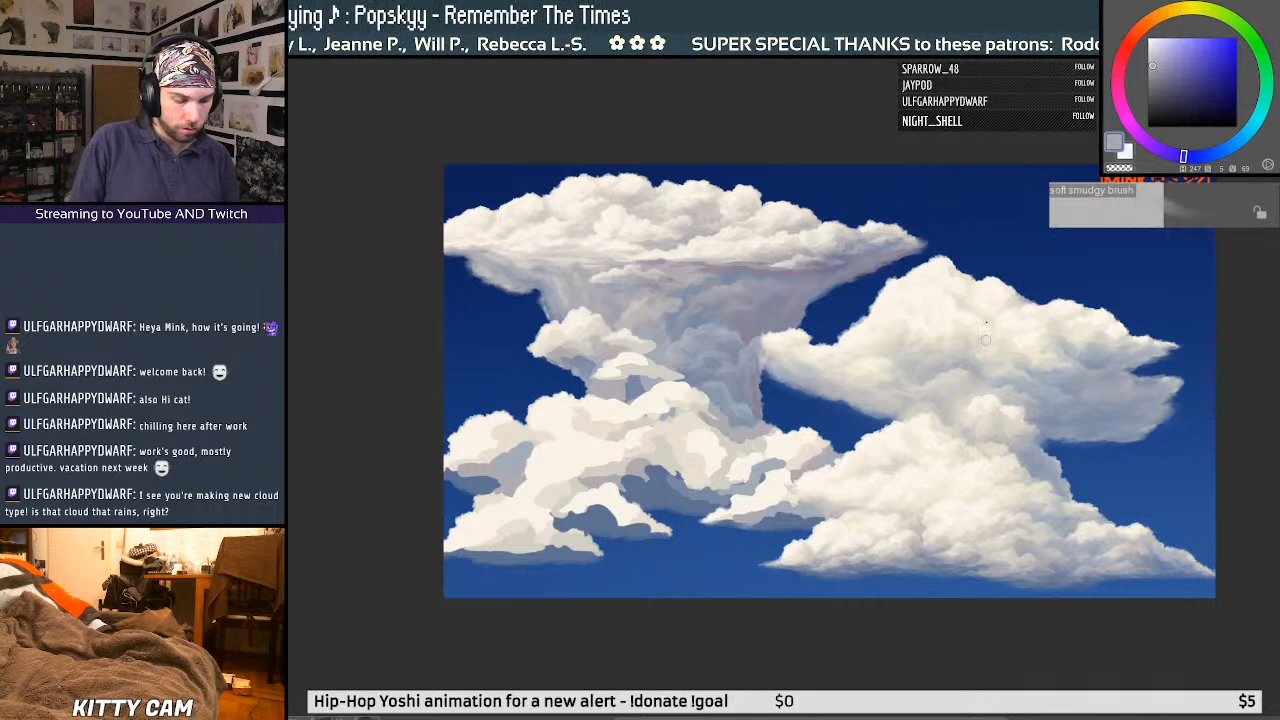 ying ♪ : Popskyy - Remember The Times
y L., Jeanne P., Will P., Rebecca L.-S. ✿ ✿ ✿ SUPER SPECIAL THANKS to these patrons: Rod
SPARROW_48 FOLLOW
JAYPOD FOLLOW
ULFGARHAPPYDWARF FOLLOW
NIGHT_SHELL FOLLOW
H 247 S 5 V 69
soft smudgy brush
Streaming to YouTube AND Twitch
ULFGARHAPPYDWARF: Heya Mink, how it's going!
ULFGARHAPPYDWARF: welcome back!
ULFGARHAPPYDWARF: also Hi cat!
ULFGARHAPPYDWARF: chilling here after work
ULFGARHAPPYDWARF: work's good, mostly
productive. vacation next week
ULFGARHAPPYDWARF: I see you're making new cloud
type! is that cloud that rains, right?
KITTY CAM
Hip-Hop Yoshi animation for a new alert - !donate !goal $0 $5